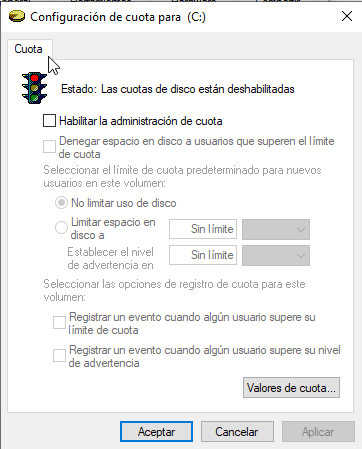 Configuración de cuota para (C:)
Cuota
Estado: Las cuotas de disco están deshabilitadas
Habilitar la administración de cuota
Denegar espacio en disco a usuarios que superen el límite
de cuota
Seleccionar el límite de cuota predeterminado para nuevos
usuarios en este volumen:
No limitar uso de disco
Limitar espacio en
disco a
Sin límite
Establecer el nivel
de advertencia en
Sin límite
Seleccionar las opciones de registro de cuota para este
volumen:
Registrar un evento cuando algún usuario supere su
límite de cuota
Registrar un evento cuando algún usuario supere su nivel
de advertencia
Valores de cuota...
Aceptar
Cancelar
Aplicar